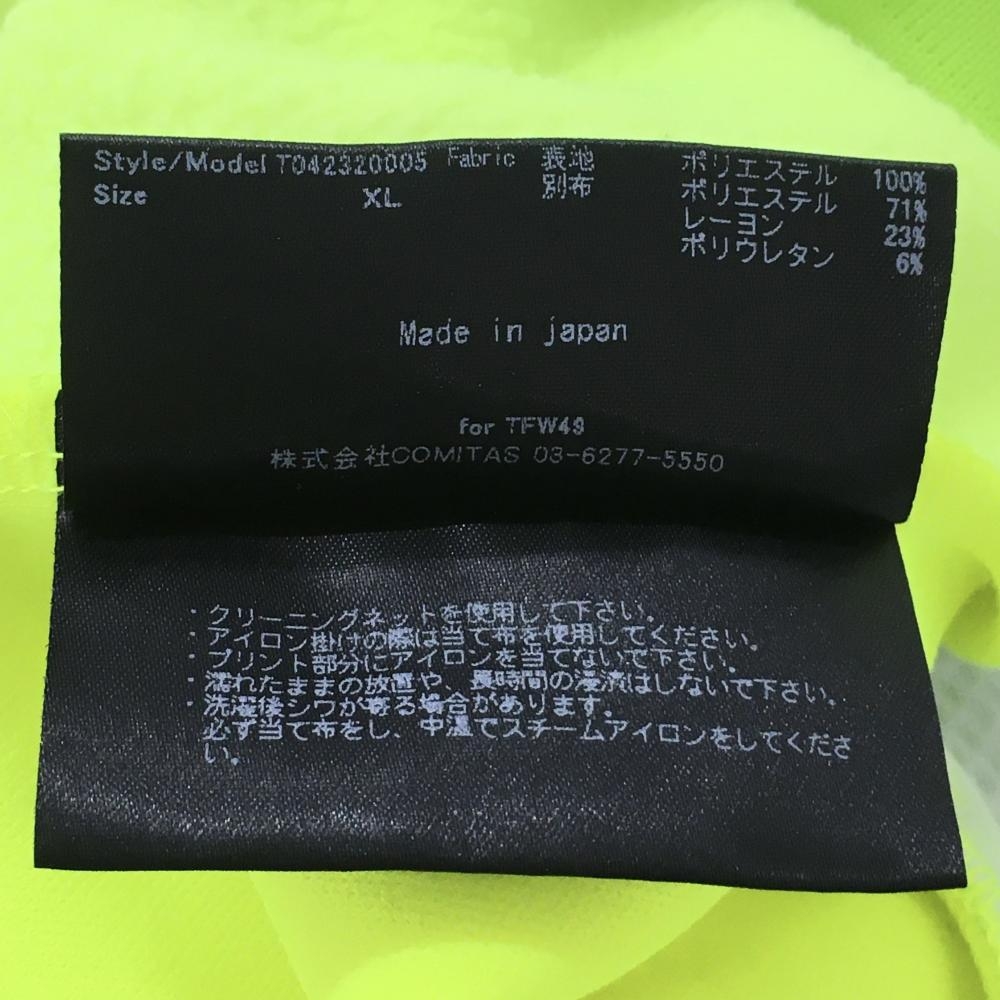 Style/Model T042320005 Fabric 表地 ポリエステル 100%
Size XL 別布 ポリエステル 71%
レーヨン 23%
ポリウレタン 6%
Made in japan
for TFW49
株式会社COMITAS 03-6277-5550
・クリーニングネットを使用して下さい。
・アイロン掛けの際は当て布を使用してください。
・プリント部分にアイロンを当てないで下さい。
・濡れたままの放置や、長時間の浸漬はしないで下さい。
・洗濯後シワが寄る場合があります。
必ず当て布をし、中温でスチームアイロンをしてくださ
い。